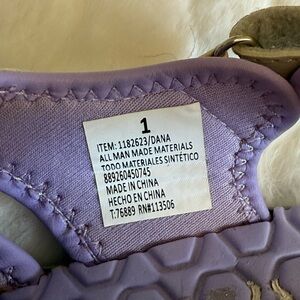 1
ITEM: 1182623/DANA
ALL MAN MADE MATERIALS
TODO MATERIALES SINTÉTICO
889260450745
MADE IN CHINA
HECHO EN CHINA
T:76889 RN#113506